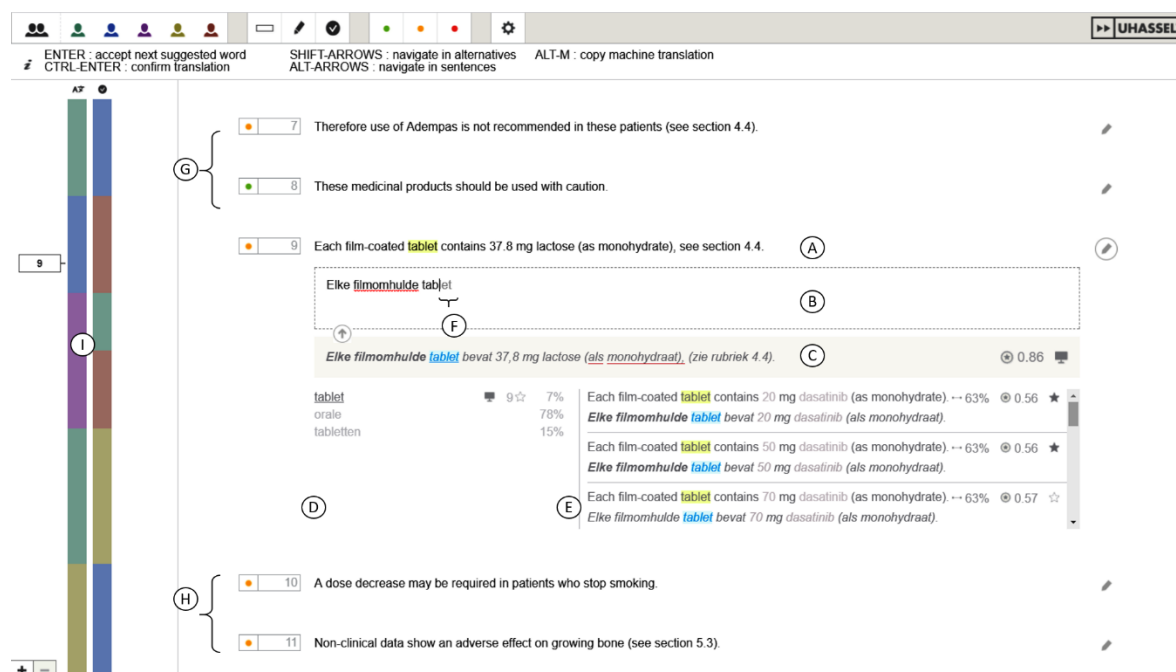 UHASSEL
i ENTER : accept next suggested word SHIFT-ARROWS : navigate in alternatives ALT-M : copy machine translation
CTRL-ENTER : confirm translation ALT-ARROWS : navigate in sentences
7 Therefore use of Adempas is not recommended in these patients (see section 4.4).
G
8 These medicinal products should be used with caution.
9 Each film-coated tablet contains 37.8 mg lactose (as monohydrate), see section 4.4. A
9
Elke filmomhulde tablet
B
F
I
Elke filmomhulde tablet bevat 37,8 mg lactose (als monohydraat), (zie rubriek 4.4). C 0.86
tablet 9 7%
orale 78%
tabletten 15%
Each film-coated tablet contains 20 mg dasatinib (as monohydrate). 63% 0.56
Elke filmomhulde tablet bevat 20 mg dasatinib (als monohydraat).
Each film-coated tablet contains 50 mg dasatinib (as monohydrate). 63% 0.56
Elke filmomhulde tablet bevat 50 mg dasatinib (als monohydraat).
Each film-coated tablet contains 70 mg dasatinib (as monohydrate). 63% 0.57
Elke filmomhulde tablet bevat 70 mg dasatinib (als monohydraat).
D E
10 A dose decrease may be required in patients who stop smoking.
H
11 Non-clinical data show an adverse effect on growing bone (see section 5.3).